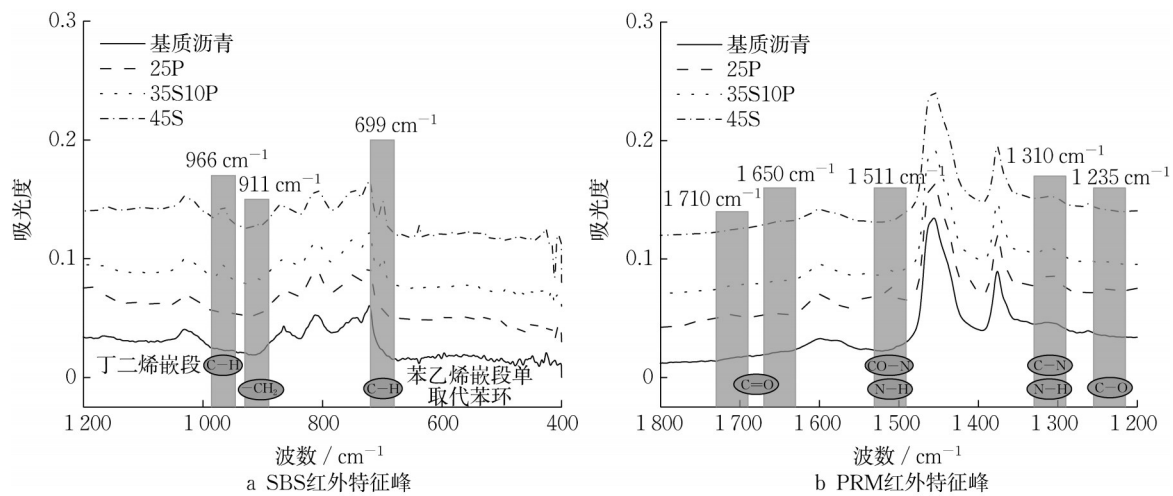 0.3
0.2
0.1
0
吸光度
基质沥青
25P
35S10P
45S
966 cm−1
911 cm−1
699 cm−1
丁二烯嵌段
C−H
−CH₂
C−H
苯乙烯嵌段单
取代苯环
1 200
1 000
800
600
400
波数 / cm−1
a SBS红外特征峰
0.3
0.2
0.1
0
吸光度
基质沥青
25P
35S10P
45S
1 710 cm−1
1 650 cm−1
1 511 cm−1
1 310 cm−1
1 235 cm−1
C=O
CO−N
N−H
C−N
N−H
C−O
1 800
1 700
1 600
1 500
1 400
1 300
1 200
波数 / cm−1
b PRM红外特征峰